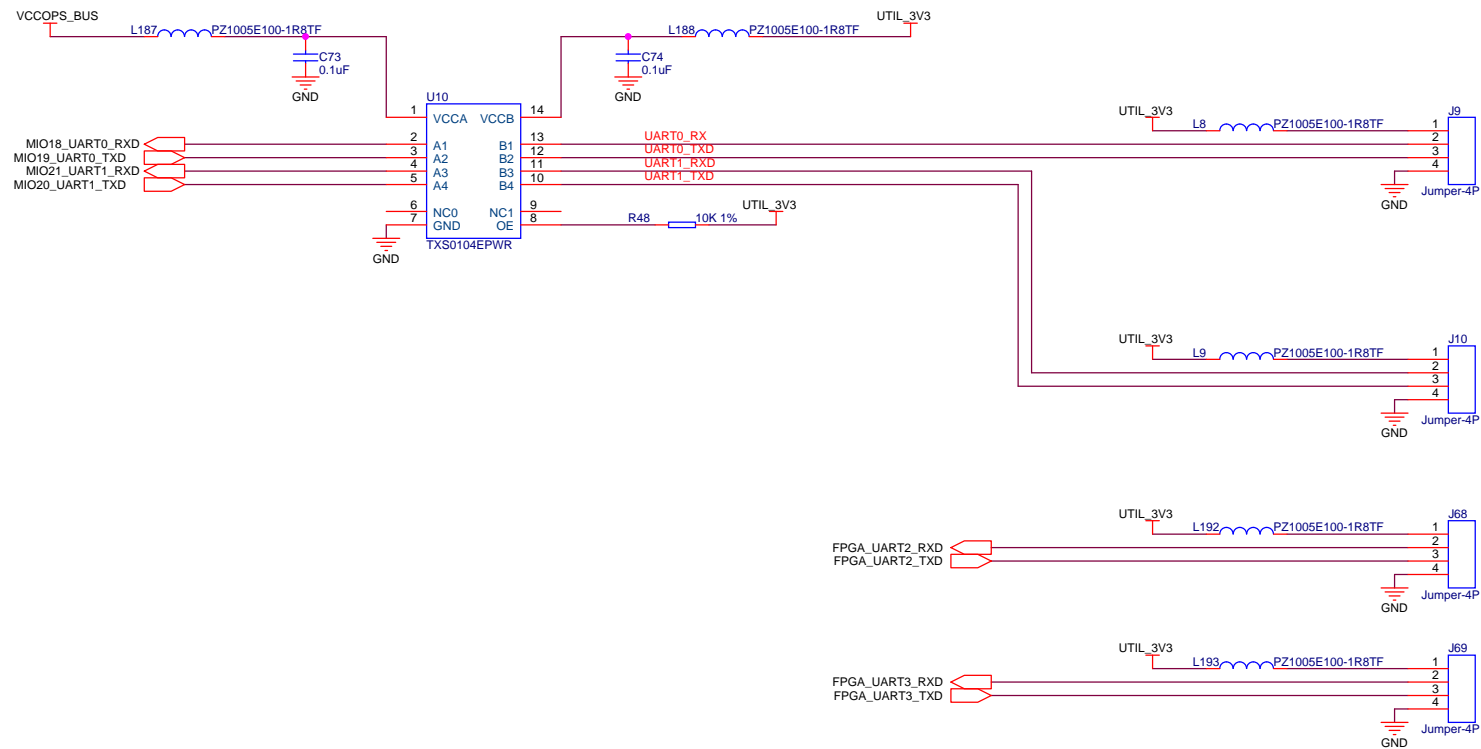 VCCOPS_BUS
L187 PZ1005E100-1R8TF
C73
0.1uF
GND
UTIL_3V3
L188 PZ1005E100-1R8TF
C74
0.1uF
GND
U10
1 VCCA VCCB 14
MIO18_UART0_RXD 2 A1 B1 13 UART0_RX
MIO19_UART0_TXD 3 A2 B2 12 UART0_TXD
MIO21_UART1_RXD 4 A3 B3 11 UART1_RXD
MIO20_UART1_TXD 5 A4 B4 10 UART1_TXD
6 NC0 NC1 9
7 GND OE 8 R48 10K 1% UTIL_3V3
GND
TXS0104EPWR
UTIL_3V3
L8 PZ1005E100-1R8TF
J9
1
2
3
4
GND
Jumper-4P
UTIL_3V3
L9 PZ1005E100-1R8TF
J10
1
2
3
4
GND
Jumper-4P
UTIL_3V3
L192 PZ1005E100-1R8TF
J68
1
FPGA_UART2_RXD 2
FPGA_UART2_TXD 3
4
GND
Jumper-4P
UTIL_3V3
L193 PZ1005E100-1R8TF
J69
1
FPGA_UART3_RXD 2
FPGA_UART3_TXD 3
4
GND
Jumper-4P